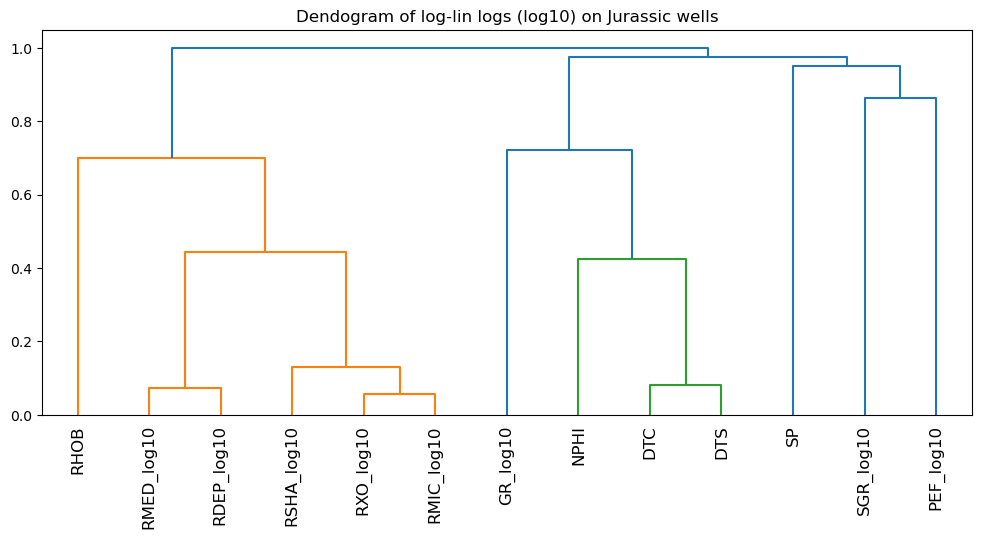 Dendogram of log-lin logs (log10) on Jurassic wells
1.0
0.8
0.6
0.4
0.2
0.0
RHOB
RMED_log10
RDEP_log10
RSHA_log10
RXO_log10
RMIC_log10
GR_log10
NPHI
DTC
DTS
SP
SGR_log10
PEF_log10